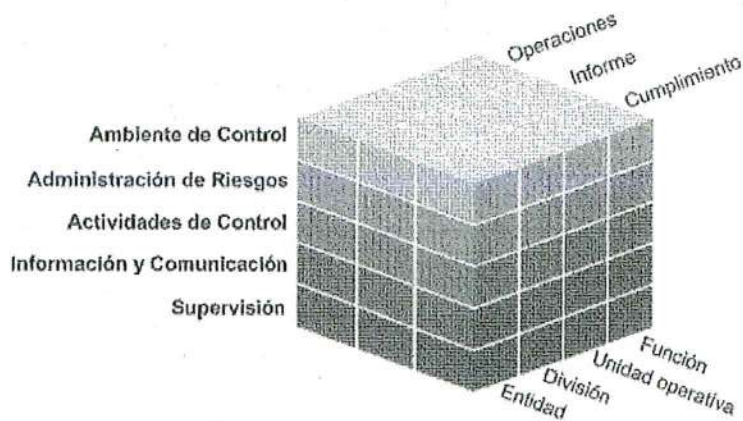 Operaciones
Informe
Cumplimiento
Ambiente de Control
Administración de Riesgos
Actividades de Control
Información y Comunicación
Supervisión
Función
Unidad operativa
División
Entidad